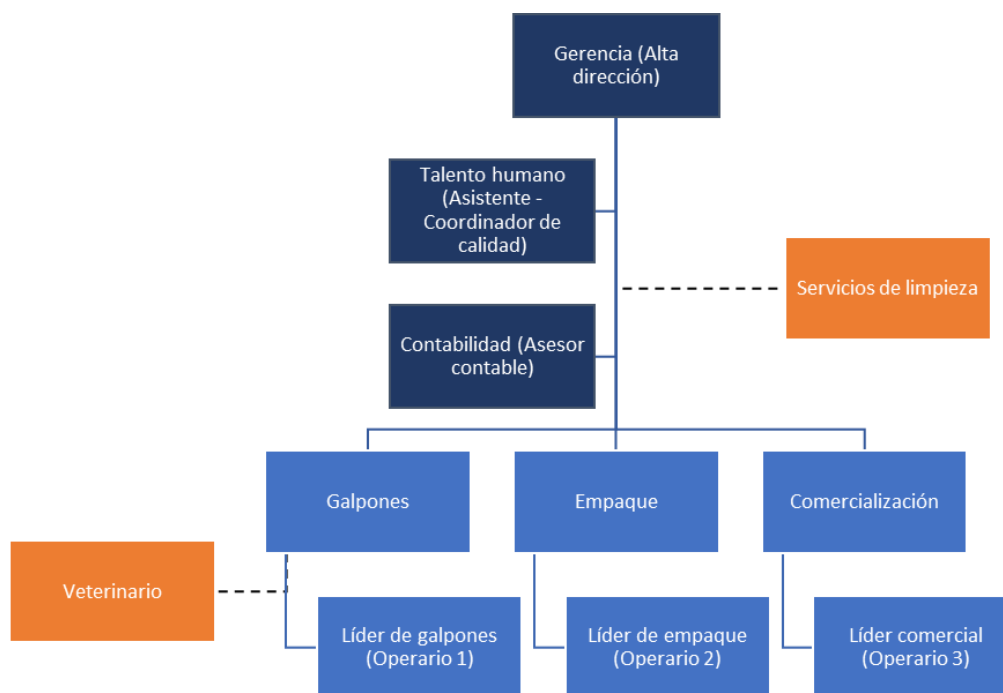 Gerencia (Alta
dirección)
Talento humano
(Asistente -
Coordinador de
calidad)
Servicios de limpieza
Contabilidad (Asesor
contable)
Galpones
Empaque
Comercialización
Veterinario
Líder de galpones
(Operario 1)
Líder de empaque
(Operario 2)
Líder comercial
(Operario 3)